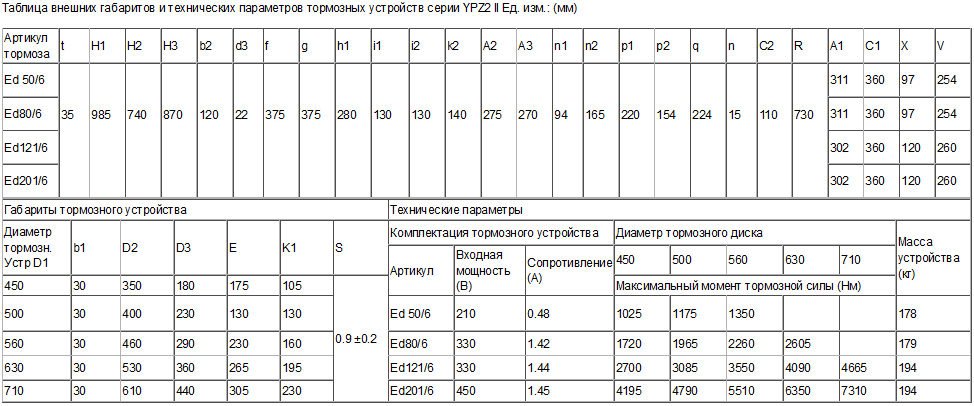 Таблица внешних габаритов и технических параметров тормозных устройств серии YPZ2 II Ед. изм.: (мм)
Артикул тормоза t H1 H2 H3 b2 d3 f g h1 i1 i2 k2 A2 A3 n1 n2 p1 p2 q n C2 R A1 C1 X V
Ed 50/6 311 360 97 254
Ed80/6 35 985 740 870 120 22 375 375 280 130 130 140 275 270 94 165 220 154 224 15 110 730 311 360 97 254
Ed121/6 302 360 120 260
Ed201/6 302 360 120 260
Габариты тормозного устройства Технические параметры
Диаметр тормозн. Устр D1 b1 D2 D3 E K1 S Комплектация тормозного устройства Диаметр тормозного диска Масса устройства (кг)
Артикул Входная мощность (В) Сопротивление (А) 450 500 560 630 710
450 30 350 180 175 105 Максимальный момент тормозной силы (Нм)
500 30 400 230 130 130 Ed 50/6 210 0.48 1025 1175 1350 178
560 30 460 290 230 160 0.9 ±0.2 Ed80/6 330 1.42 1720 1965 2260 2605 179
630 30 530 360 265 195 Ed121/6 330 1.44 2700 3085 3550 4090 4665 194
710 30 610 440 305 230 Ed201/6 450 1.45 4195 4790 5510 6350 7310 194